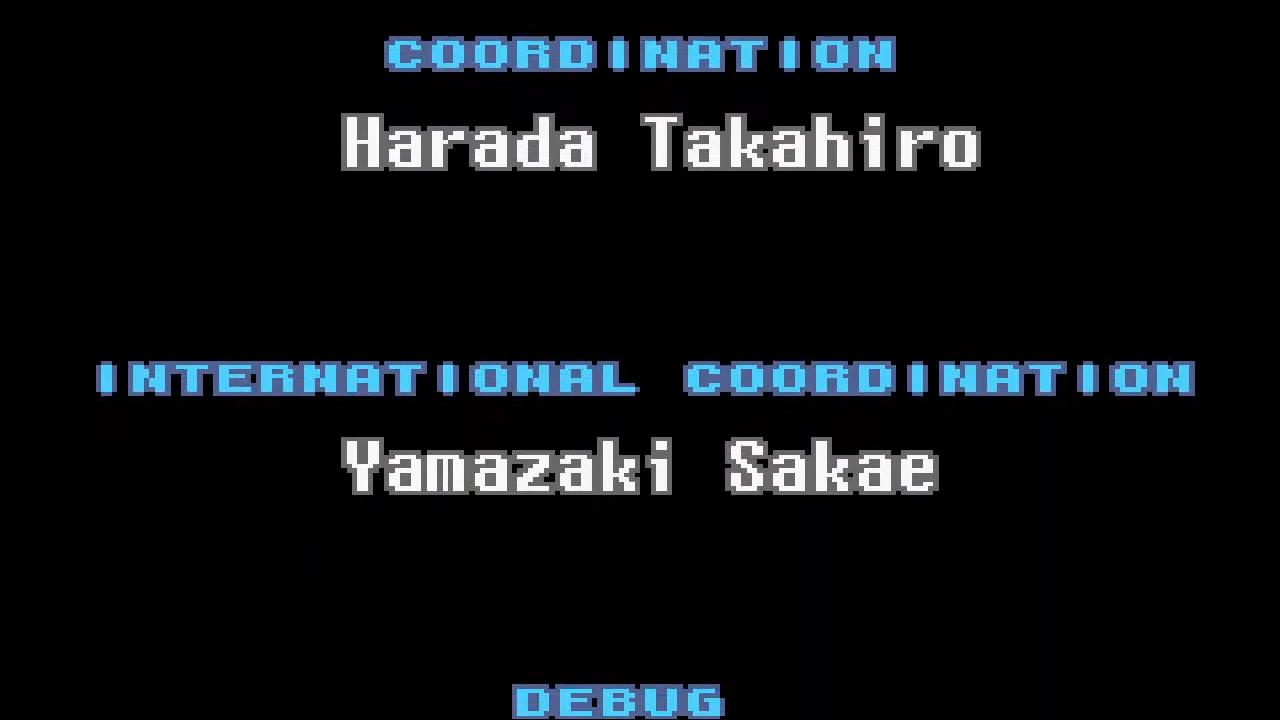 COORDINATION
Harada Takahiro
INTERNATIONAL COORDINATION
Yamazaki Sakae
DEBUG